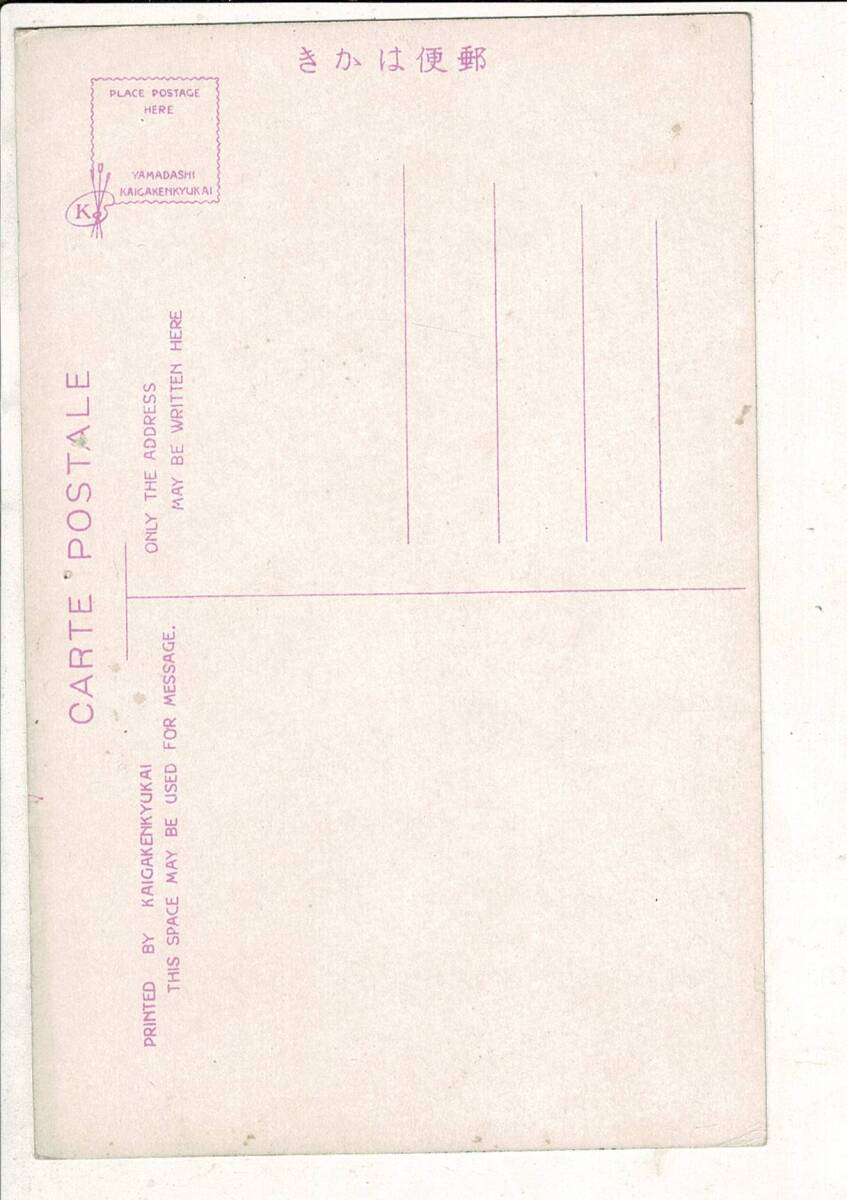 きかは便郵
PLACE POSTAGE
HERE
YAMADASHI
KAIGAKENKYUKAI
K
CARTE POSTALE
ONLY THE ADDRESS
MAY BE WRITTEN HERE
PRINTED BY KAIGAKENKYUKAI
THIS SPACE MAY BE USED FOR MESSAGE.